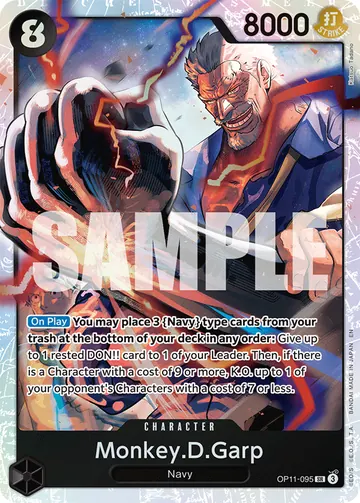 8
8000
打
STRIKE
SAMPLE
On Play You may place 3 {Navy} type cards from your
trash at the bottom of your deck in any order: Give up
to 1 rested DON!! card to 1 of your Leader. Then, if there
is a Character with a cost of 9 or more, K.O. up to 1
of your opponent's Characters with a cost of 7 or less.
CHARACTER
Monkey.D.Garp
Navy
OP11-095 SR 3